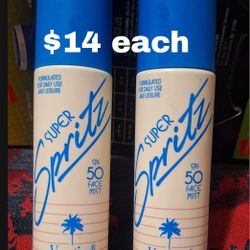 $14 each
FORMULATED
FOR DAILY USE
AND LEISURE
SUPER
Spritz
SPF
50
FACE
MIST
FORMULATED
FOR DAILY USE
AND LEISURE
SUPER
Spritz
SPF
50
FACE
MIST